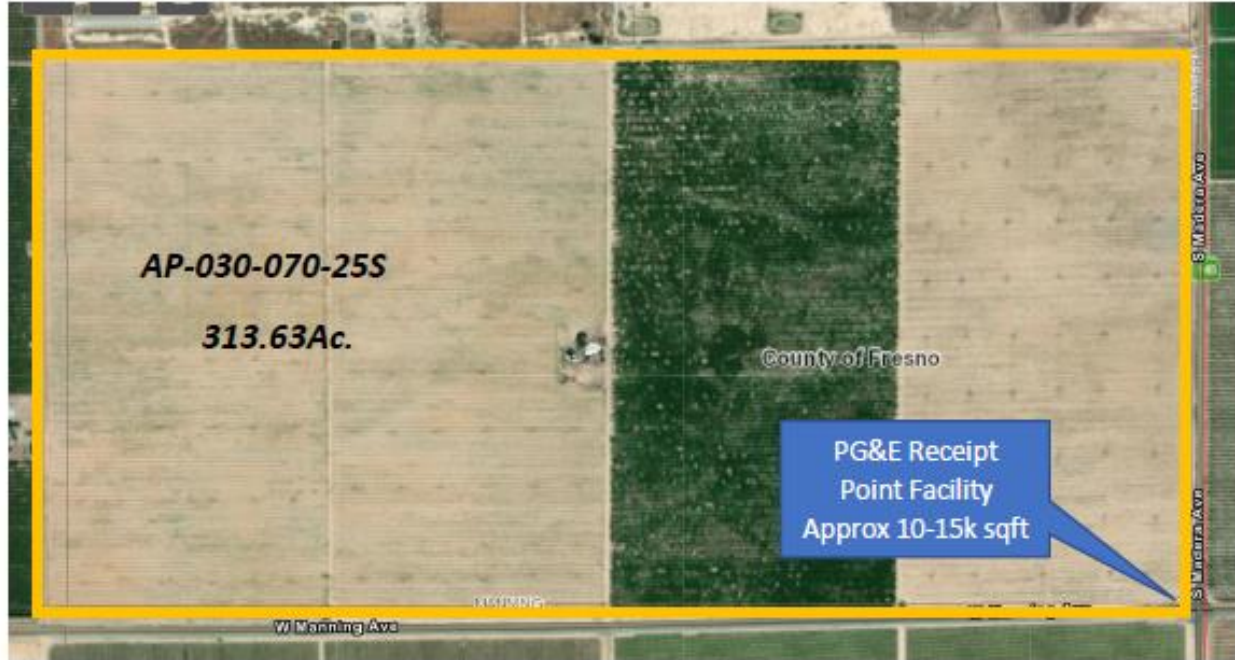 S Madera Ave
AP-030-070-25S
313.63Ac.
County of Fresno
PG&E Receipt
Point Facility
Approx 10-15k sqft
S Madera Ave
W Manning Ave